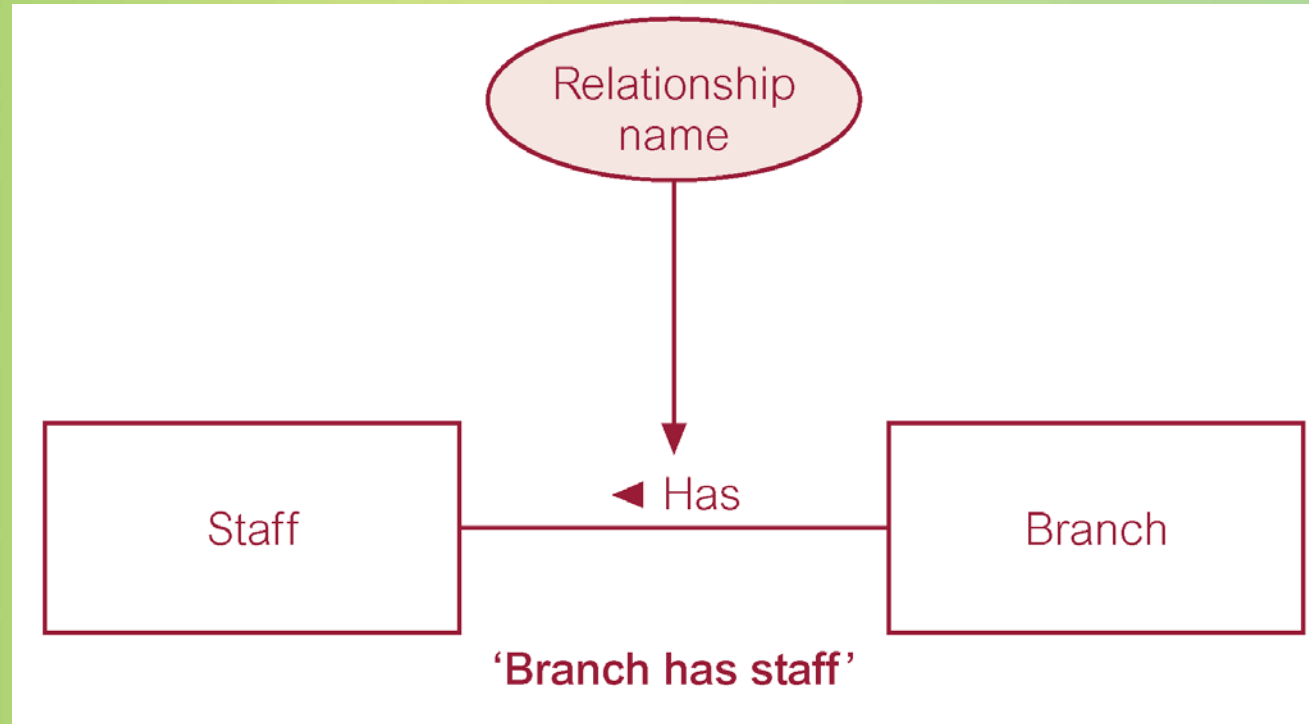 Relationship
name
◄ Has
Staff
Branch
‘Branch has staff’